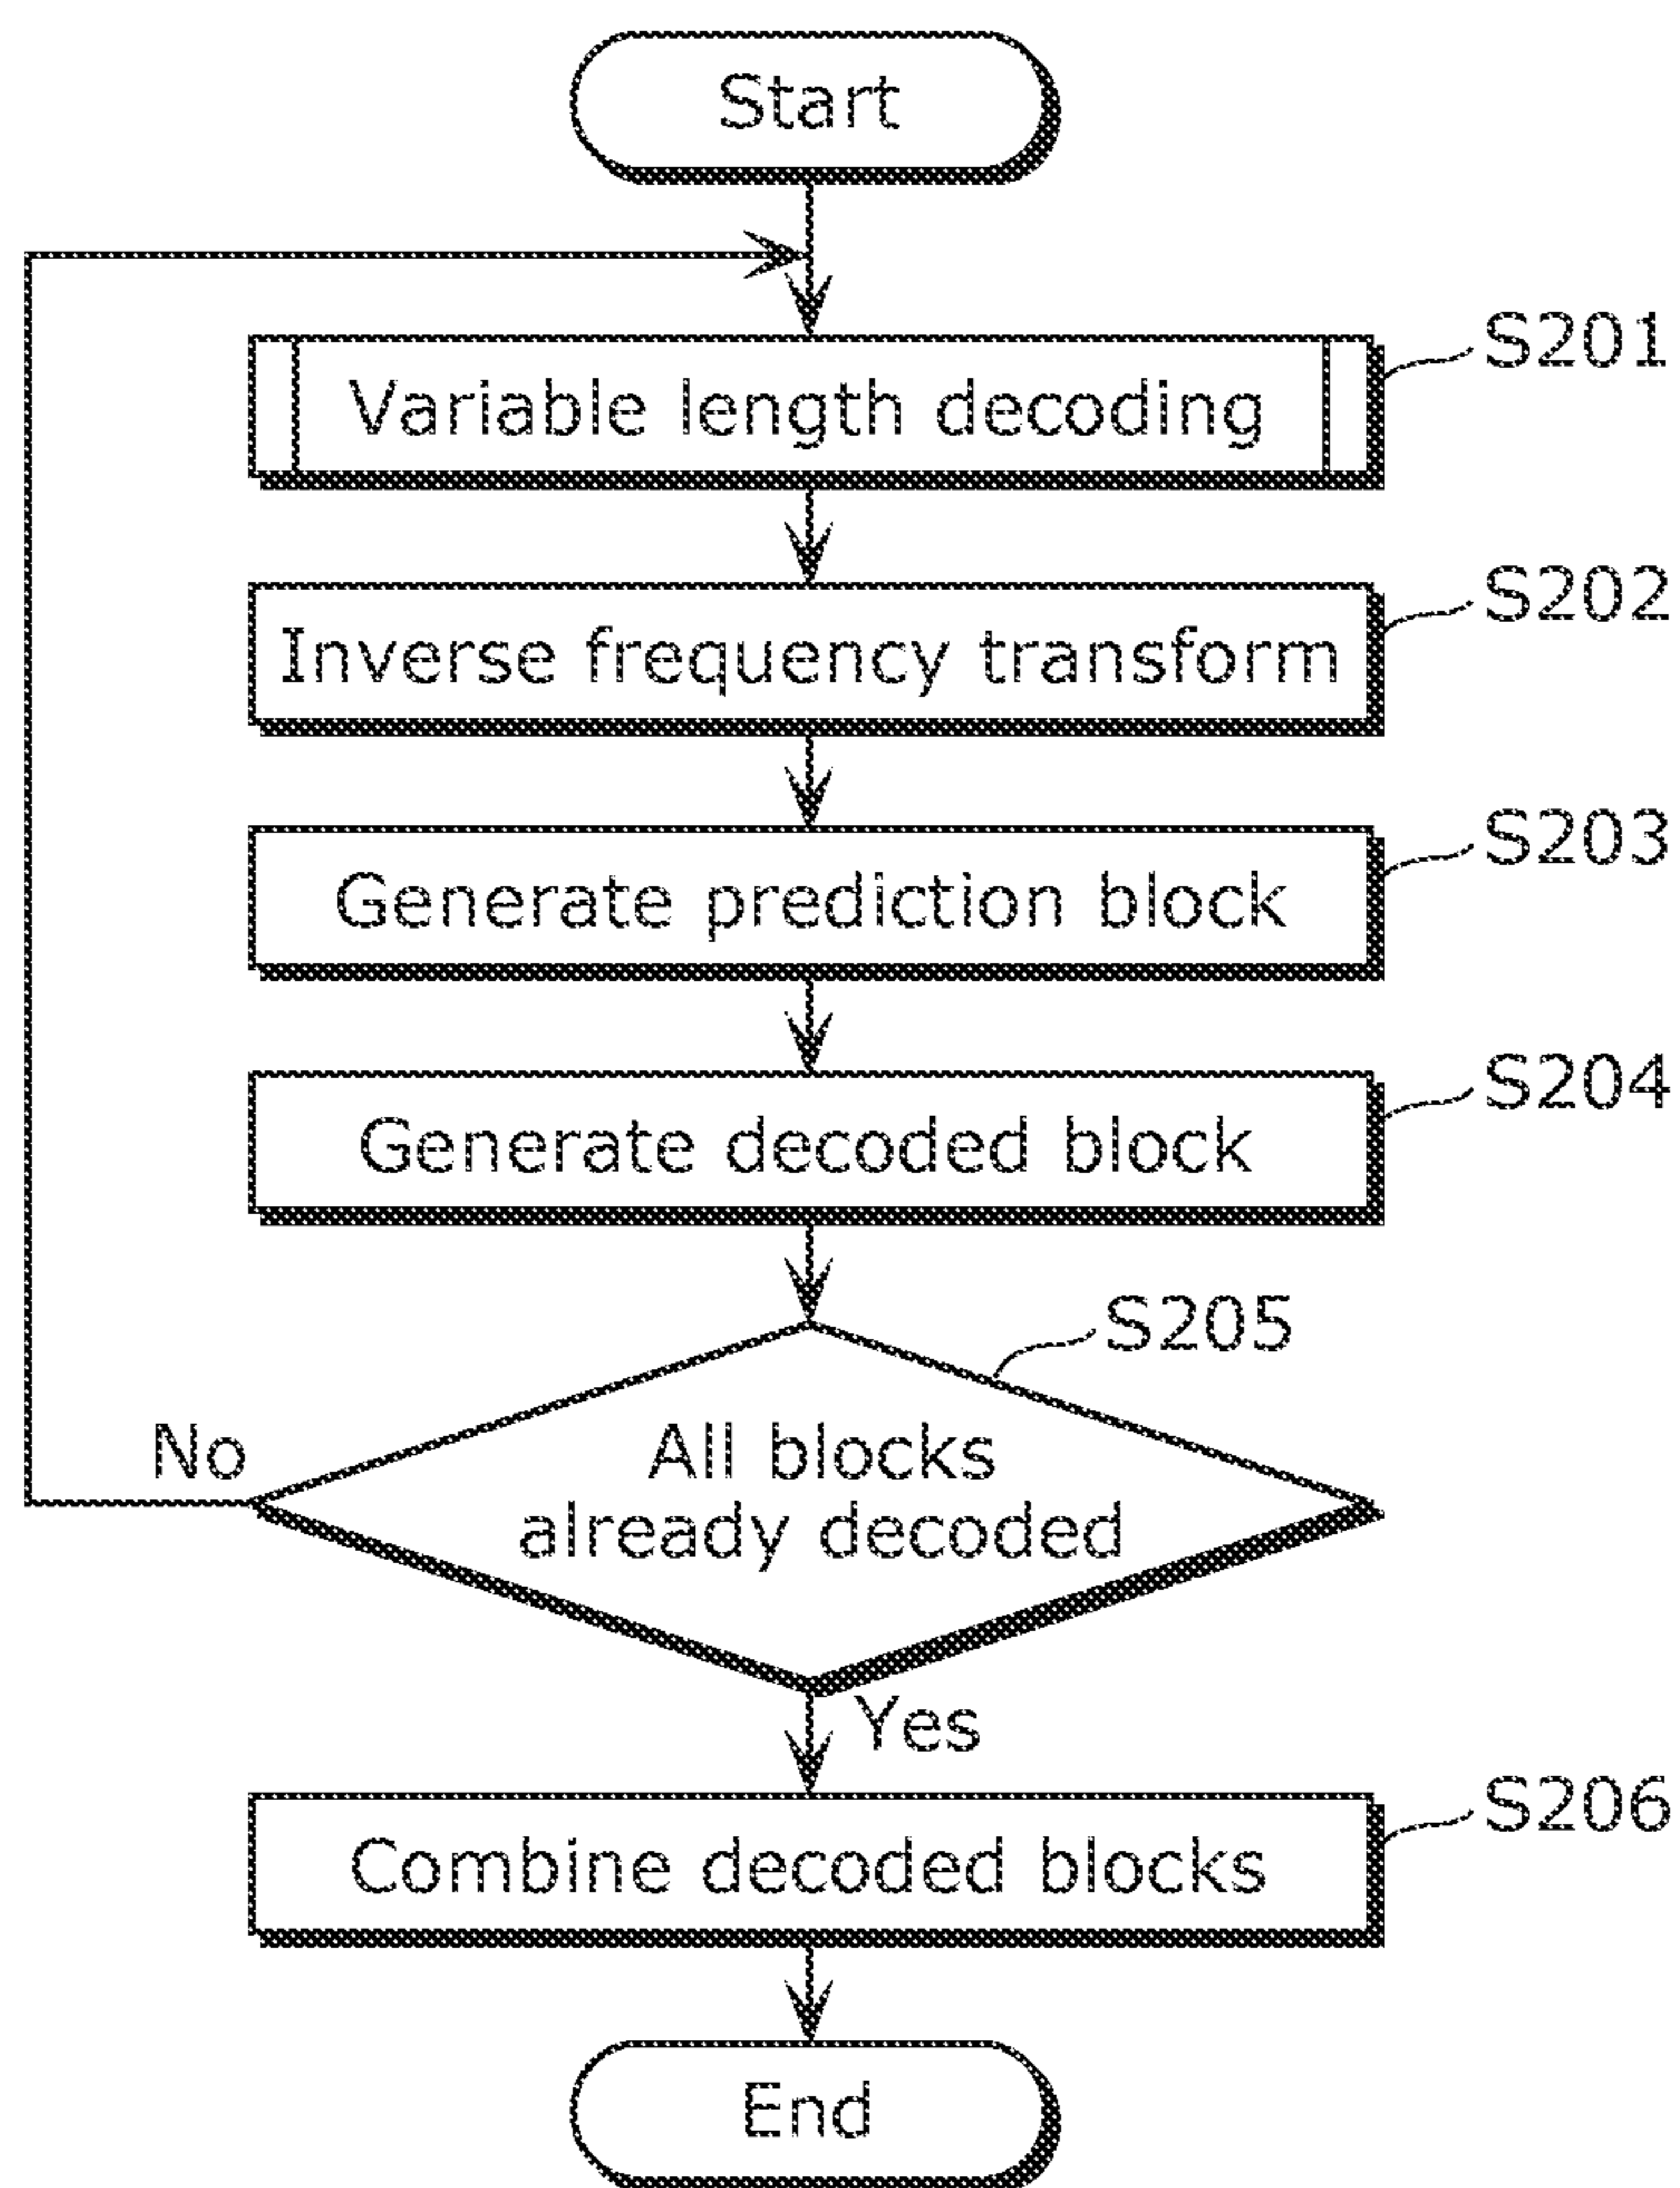 Start
Variable length decoding
S201
Inverse frequency transform
S202
Generate prediction block
S203
Generate decoded block
S204
S205
No
All blocks
already decoded
Yes
Combine decoded blocks
S206
End